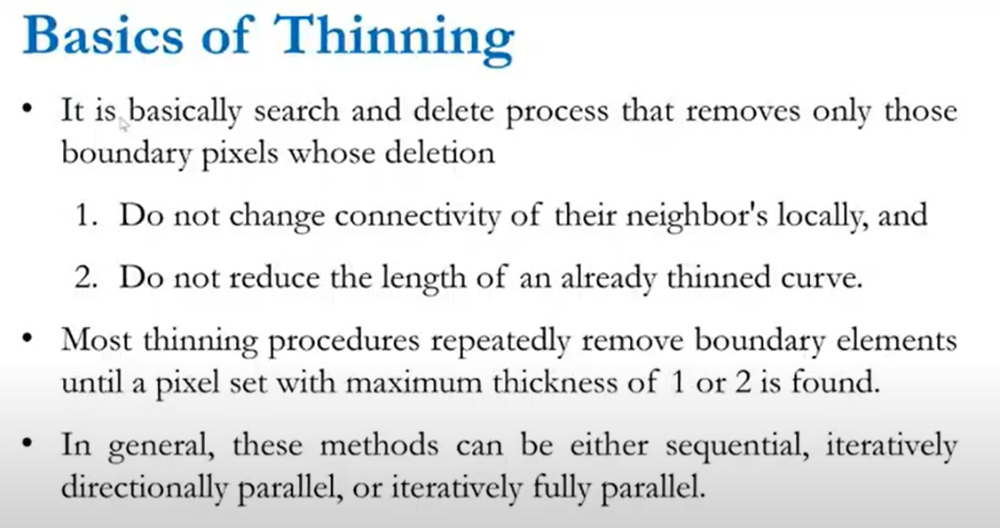 Basics of Thinning
• It is basically search and delete process that removes only those
boundary pixels whose deletion
1. Do not change connectivity of their neighbor's locally, and
2. Do not reduce the length of an already thinned curve.
• Most thinning procedures repeatedly remove boundary elements
until a pixel set with maximum thickness of 1 or 2 is found.
• In general, these methods can be either sequential, iteratively
directionally parallel, or iteratively fully parallel.